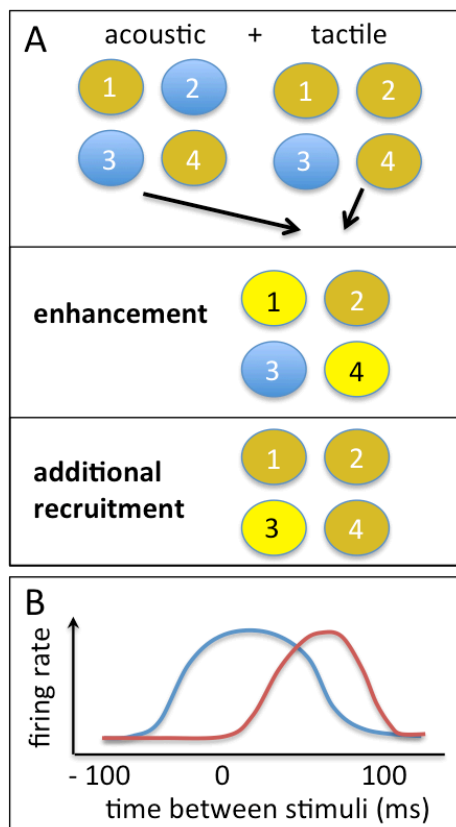 A acoustic + tactile
1 2 1 2
3 4 3 4
enhancement
1 2
3 4
additional
recruitment
1 2
3 4
B
firing rate
- 100 0 100
time between stimuli (ms)